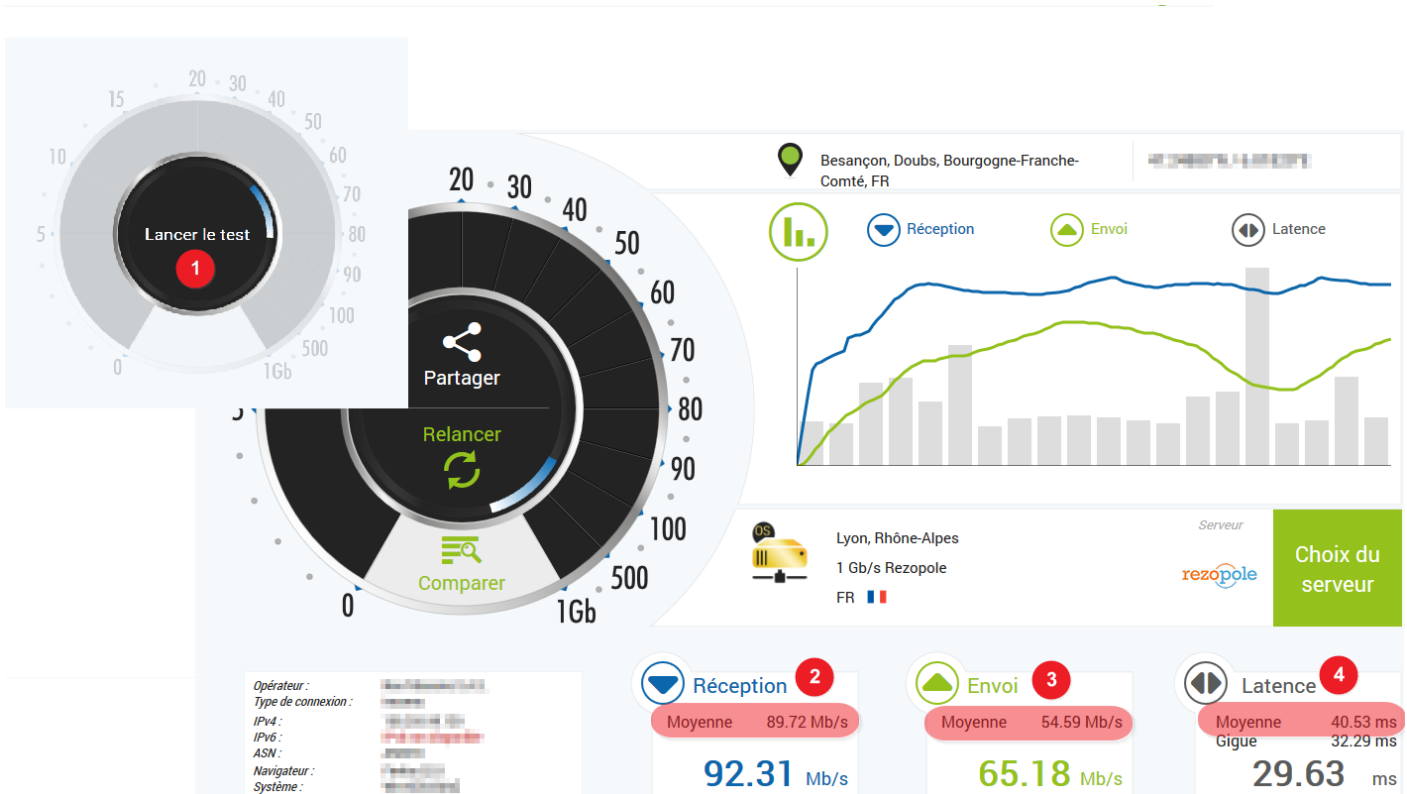 20
30
15
40
50
10
60
70
5
Lancer le test
80
1
90
100
500
0
1Gb
20
30
40
50
60
70
80
90
100
500
1Gb
0
Partager
Relancer
Comparer
Besançon, Doubs, Bourgogne-Franche-
Comté, FR
Réception
Envoi
Latence
OS
Lyon, Rhône-Alpes
1 Gb/s Rezopole
FR
Serveur
rezopole
Choix du
serveur
Opérateur :
Type de connexion :
IPv4 :
IPv6 :
ASN :
Navigateur :
Système :
Réception 2
Moyenne 89.72 Mb/s
92.31 Mb/s
Envoi 3
Moyenne 54.59 Mb/s
65.18 Mb/s
Latence 4
Moyenne 40.53 ms
Gigue 32.29 ms
29.63 ms